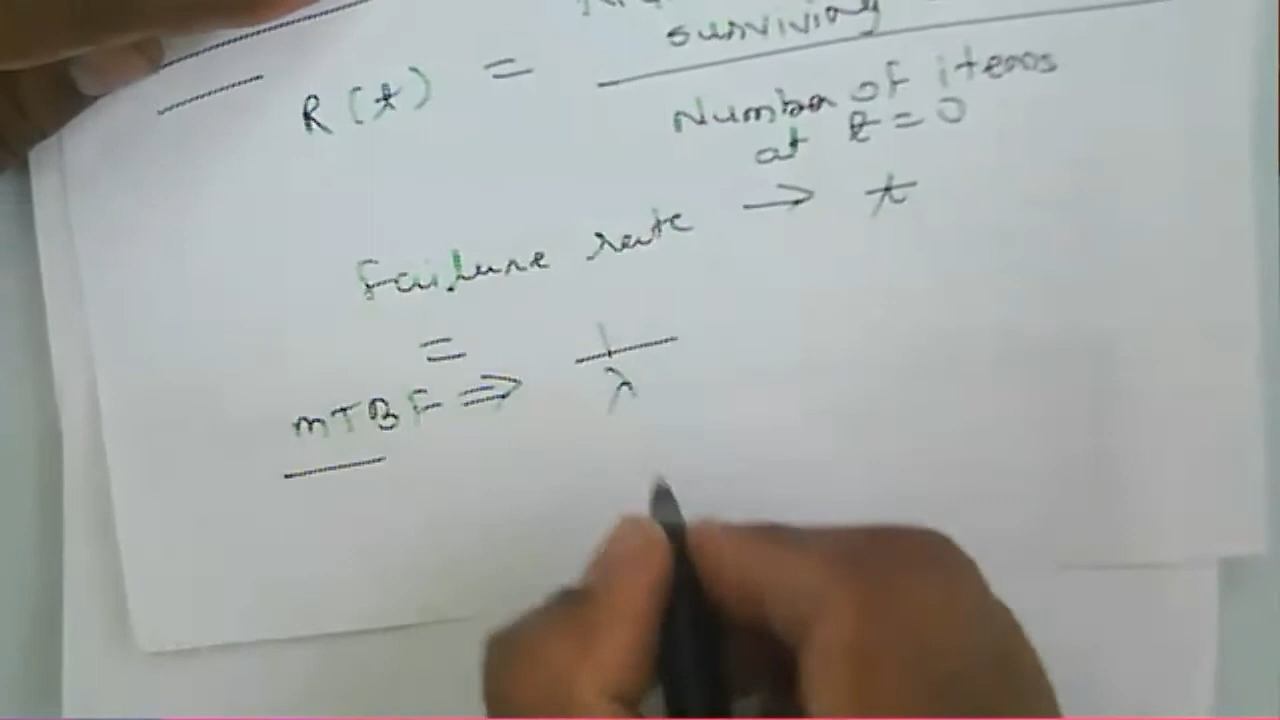 surviving
R(t) =
Number of items
at t=0
Failure rate → t
=
MTBF ⇒ 1/λ